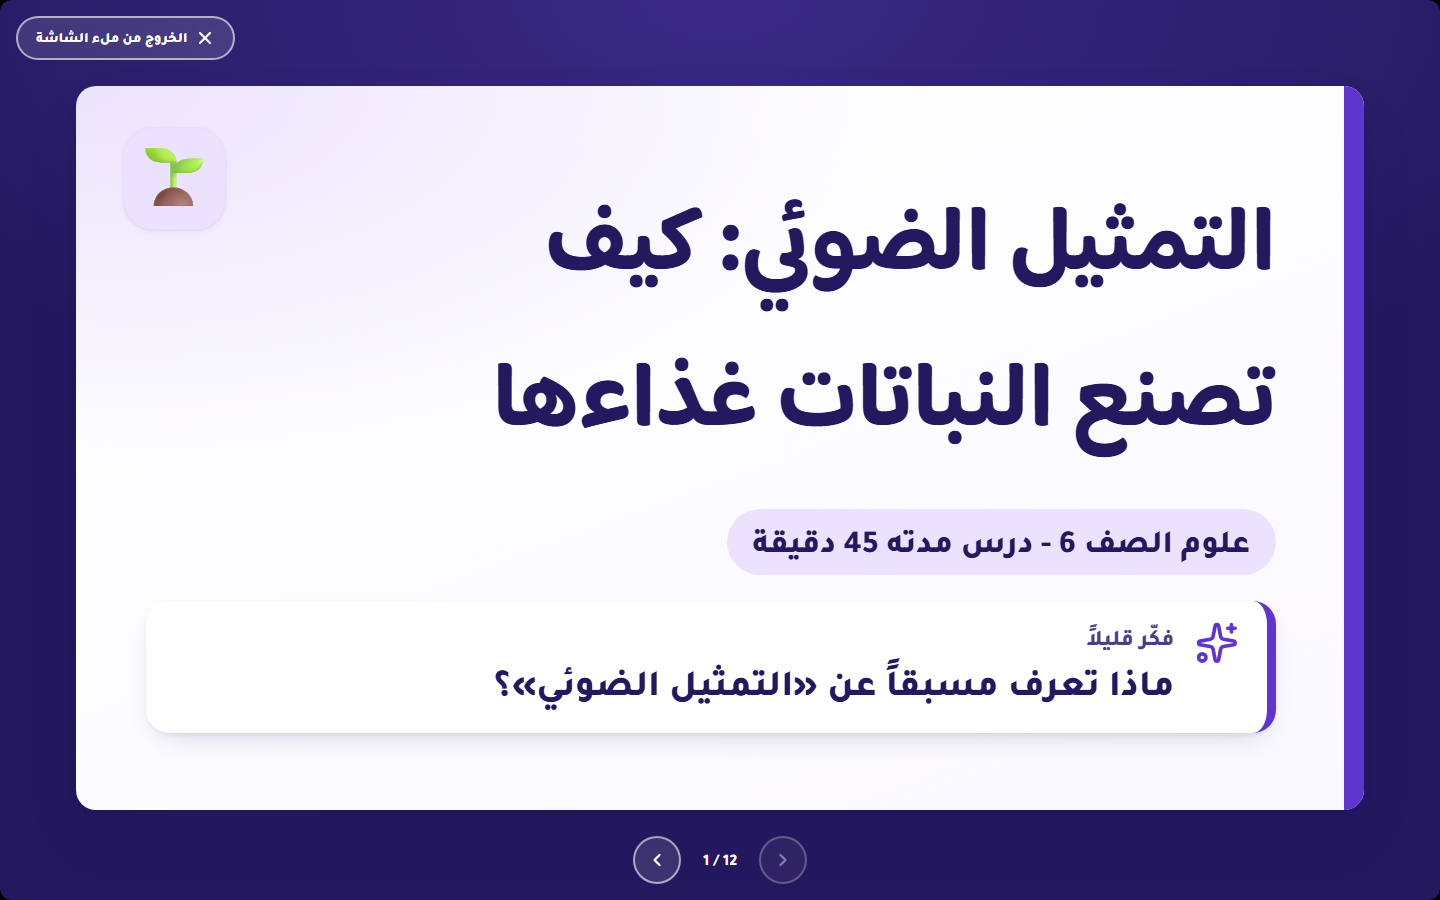 الخروج من ملء الشاشة
التمثيل الضوئي: كيف
تصنع النباتات غذاءها
علوم الصف 6 - درس مدته 45 دقيقة
فكّر قليلاً
ماذا تعرف مسبقاً عن «التمثيل الضوئي»؟
1 / 12